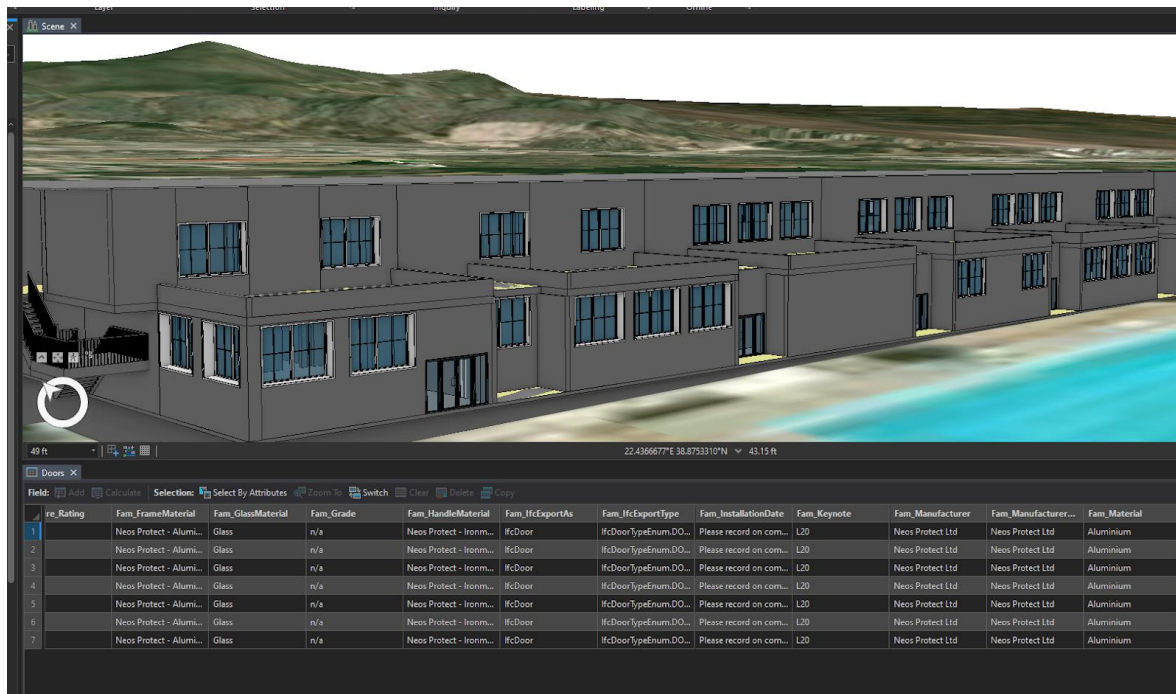 Layer Selection Inquiry Labeling Offline
Scene
49 ft 22.4366677°E 38.8753310°N 43.15 ft
Doors
Field: Add Calculate Selection: Select By Attributes Zoom To Switch Clear Delete Copy
re_Rating Fam_FrameMaterial Fam_GlassMaterial Fam_Grade Fam_HandleMaterial Fam_IfcExportAs Fam_IfcExportType Fam_InstallationDate Fam_Keynote Fam_Manufacturer Fam_Manufacturer... Fam_Material
1 Neos Protect - Alumi... Glass n/a Neos Protect - Ironm... IfcDoor IfcDoorTypeEnum.DO... Please record on com... L20 Neos Protect Ltd Neos Protect Ltd Aluminium
2 Neos Protect - Alumi... Glass n/a Neos Protect - Ironm... IfcDoor IfcDoorTypeEnum.DO... Please record on com... L20 Neos Protect Ltd Neos Protect Ltd Aluminium
3 Neos Protect - Alumi... Glass n/a Neos Protect - Ironm... IfcDoor IfcDoorTypeEnum.DO... Please record on com... L20 Neos Protect Ltd Neos Protect Ltd Aluminium
4 Neos Protect - Alumi... Glass n/a Neos Protect - Ironm... IfcDoor IfcDoorTypeEnum.DO... Please record on com... L20 Neos Protect Ltd Neos Protect Ltd Aluminium
5 Neos Protect - Alumi... Glass n/a Neos Protect - Ironm... IfcDoor IfcDoorTypeEnum.DO... Please record on com... L20 Neos Protect Ltd Neos Protect Ltd Aluminium
6 Neos Protect - Alumi... Glass n/a Neos Protect - Ironm... IfcDoor IfcDoorTypeEnum.DO... Please record on com... L20 Neos Protect Ltd Neos Protect Ltd Aluminium
7 Neos Protect - Alumi... Glass n/a Neos Protect - Ironm... IfcDoor IfcDoorTypeEnum.DO... Please record on com... L20 Neos Protect Ltd Neos Protect Ltd Aluminium